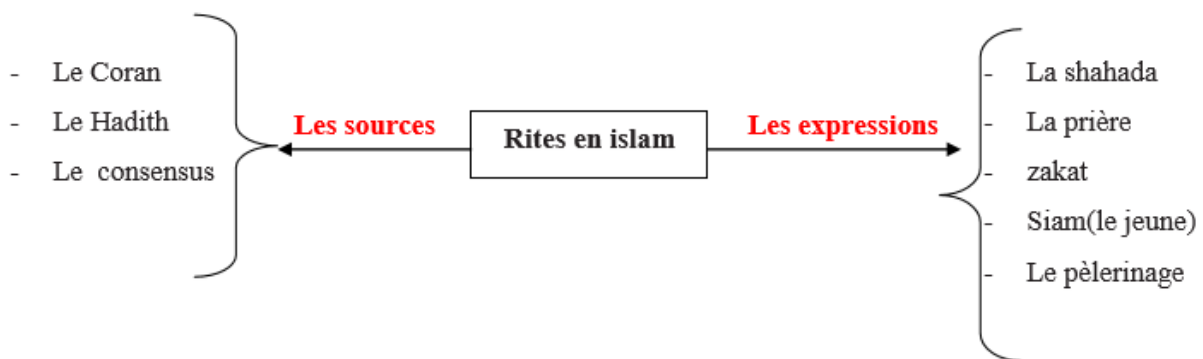 - Le Coran
- Le Hadith
- Le consensus
Les sources
Rites en islam
Les expressions
- La shahada
- La prière
- zakat
- Siam(le jeune)
- Le pèlerinage